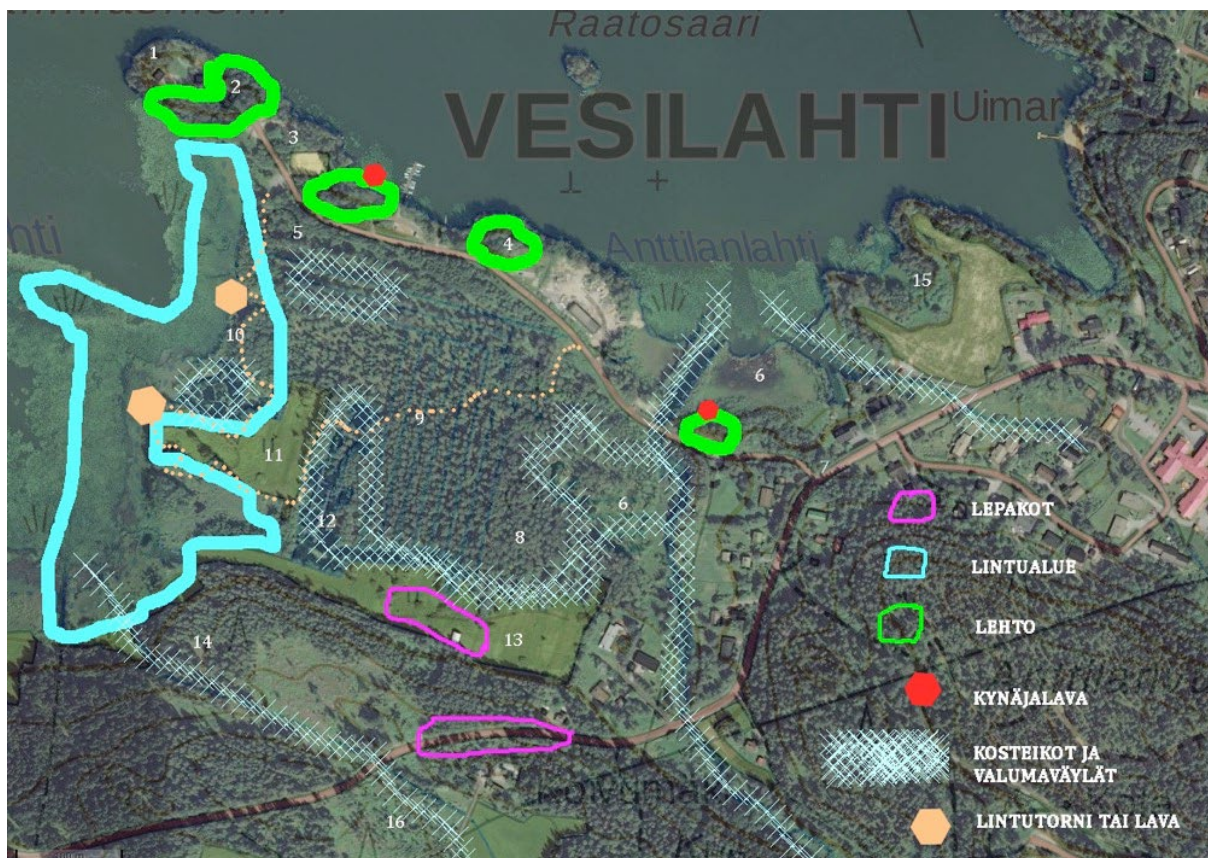 Raatosaari
VESILAHTI
Uimar
1
2
3
4
Anttilanlahti
nti
5
15
10
6
9
11
7
LEPAKOT
12
6
8
LINTUALUE
13
14
LEHTO
KYNÄJALAVA
KOSTEIKOT JA
VALUMAVÄYLÄT
16
LINTUTORNI TAI LAVA